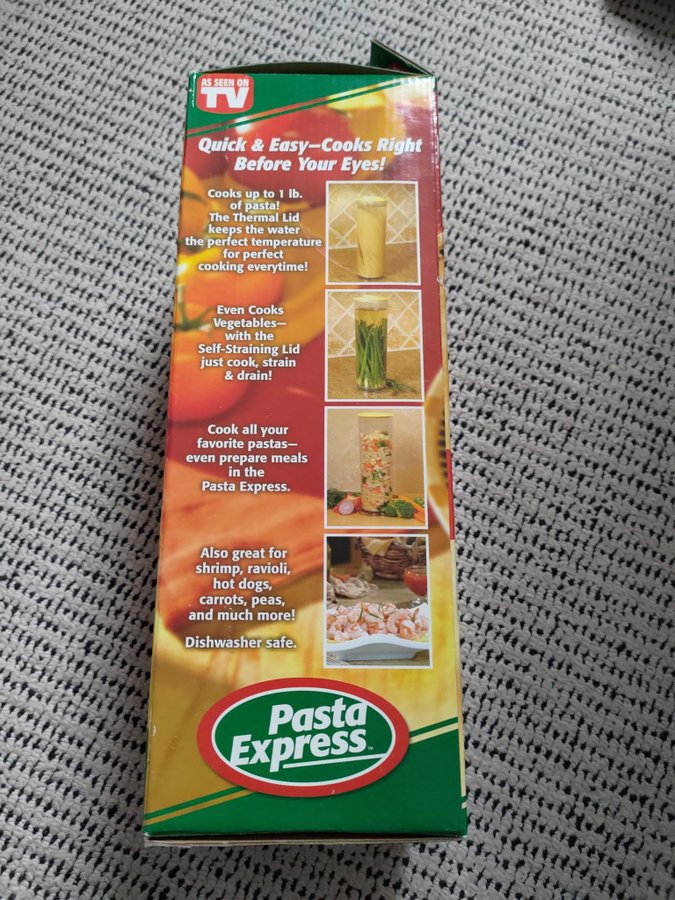 AS SEEN ON
TV
Quick & Easy—Cooks Right
Before Your Eyes!
Cooks up to 1 lb.
of pasta!
The Thermal Lid
keeps the water
the perfect temperature
for perfect
cooking everytime!
Even Cooks
Vegetables—
with the
Self-Straining Lid
just cook, strain
& drain!
Cook all your
favorite pastas—
even prepare meals
in the
Pasta Express.
Also great for
shrimp, ravioli,
hot dogs,
carrots, peas,
and much more!
Dishwasher safe.
Pasta
Express™